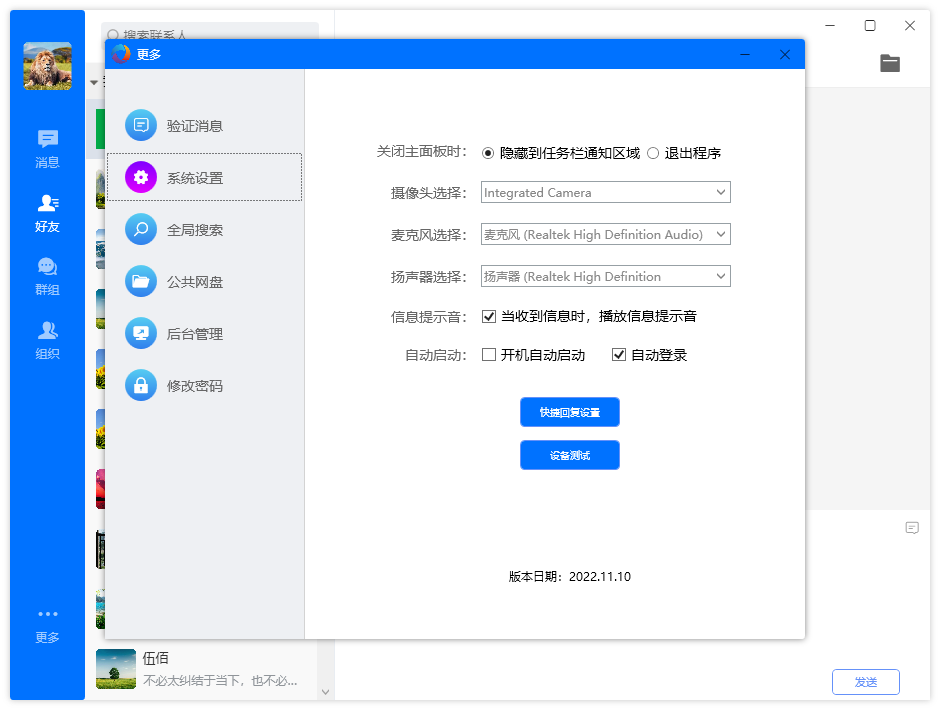 搜索联系人
更多
消息
好友
群组
组织
更多
验证消息
系统设置
全局搜索
公共网盘
后台管理
修改密码
关闭主面板时： 隐藏到任务栏通知区域 退出程序
摄像头选择： Integrated Camera
麦克风选择： 麦克风 (Realtek High Definition Audio)
扬声器选择： 扬声器 (Realtek High Definition
信息提示音： 当收到信息时，播放信息提示音
自动启动： 开机自动启动 自动登录
快捷回复设置
设备测试
版本日期：2022.11.10
伍佰
不必太纠结于当下，也不必...
发送